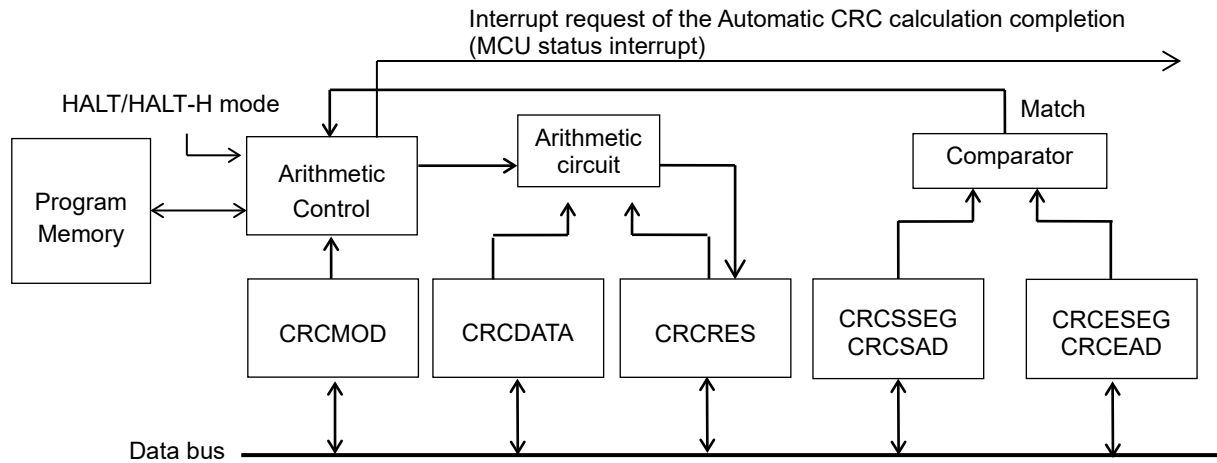 Interrupt request of the Automatic CRC calculation completion
(MCU status interrupt)
HALT/HALT-H mode
Match
Program
Memory
Arithmetic
Control
Arithmetic
circuit
Comparator
CRCMOD
CRCDATA
CRCRES
CRCSSEG
CRCSAD
CRCESEG
CRCEAD
Data bus